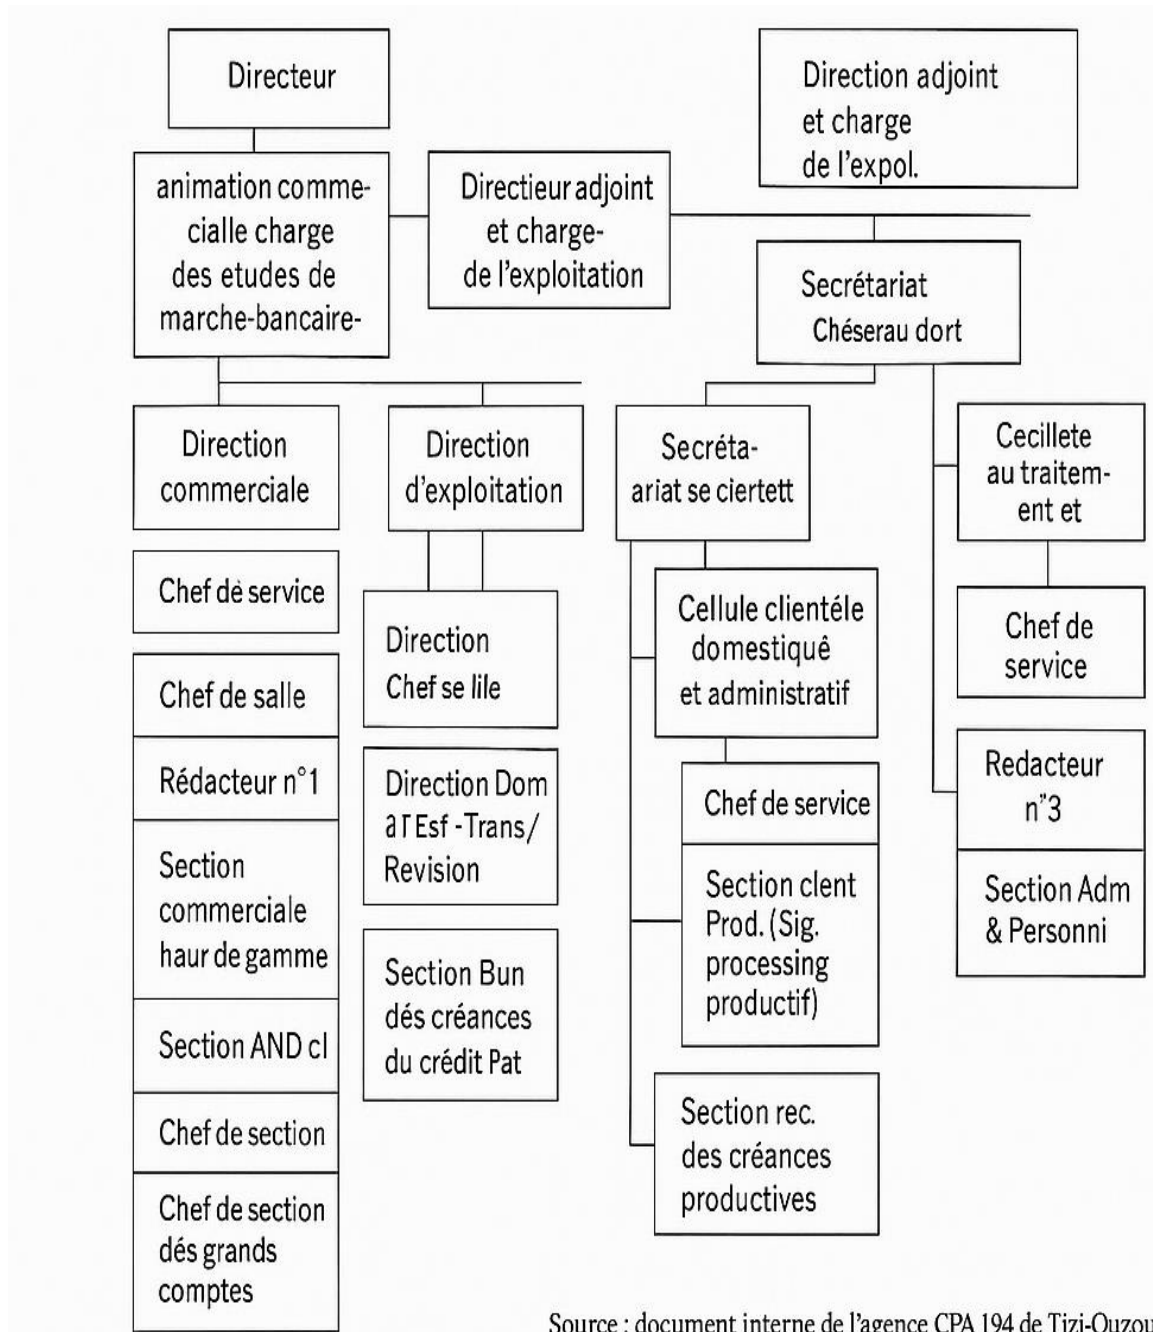 Directeur
Direction adjoint
et charge
de l'expol.
animation comme-
cialle charge
des etudes de
marche-bancaire-
Directieur adjoint
et charge-
de l'exploitation
Secrétariat
Chéserau dort
Direction
commerciale
Direction
d'exploitation
Secréta-
ariat se ciertett
Cecillete
au traitem-
ent et
Chef de service
Chef de salle
Rédacteur n°1
Section
commerciale
haur de gamme
Section AND cl
Chef de section
Chef de section
dés grands
comptes
Direction
Chef se lile
Direction Dom
Trans/
Revision
Section Bun
dés créances
du crédit Pat
Cellule clientéle
domestiquê
et administratif
Chef de service
Section clent
Prod. (Sig.
processing
productif)
Section rec.
des créances
productives
Chef de
service
Redacteur
n"3
Section Adm
& Personni
Source : document interne de l'agence CPA 194 de Tizi-Ouzou